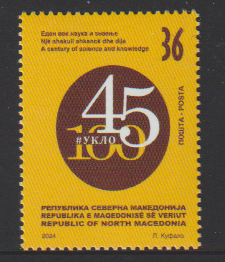 Еден век наука и знаење
Një shekull shkencë dhe dije
A century of science and knowledge
36
ПОШТА - POSTA
45
100
#УКЛО
РЕПУБЛИКА СЕВЕРНА МАКЕДОНИЈА
REPUBLIKA E MAQEDONISË SË VERIUT
REPUBLIC OF NORTH MACEDONIA
2024
П. Куфало